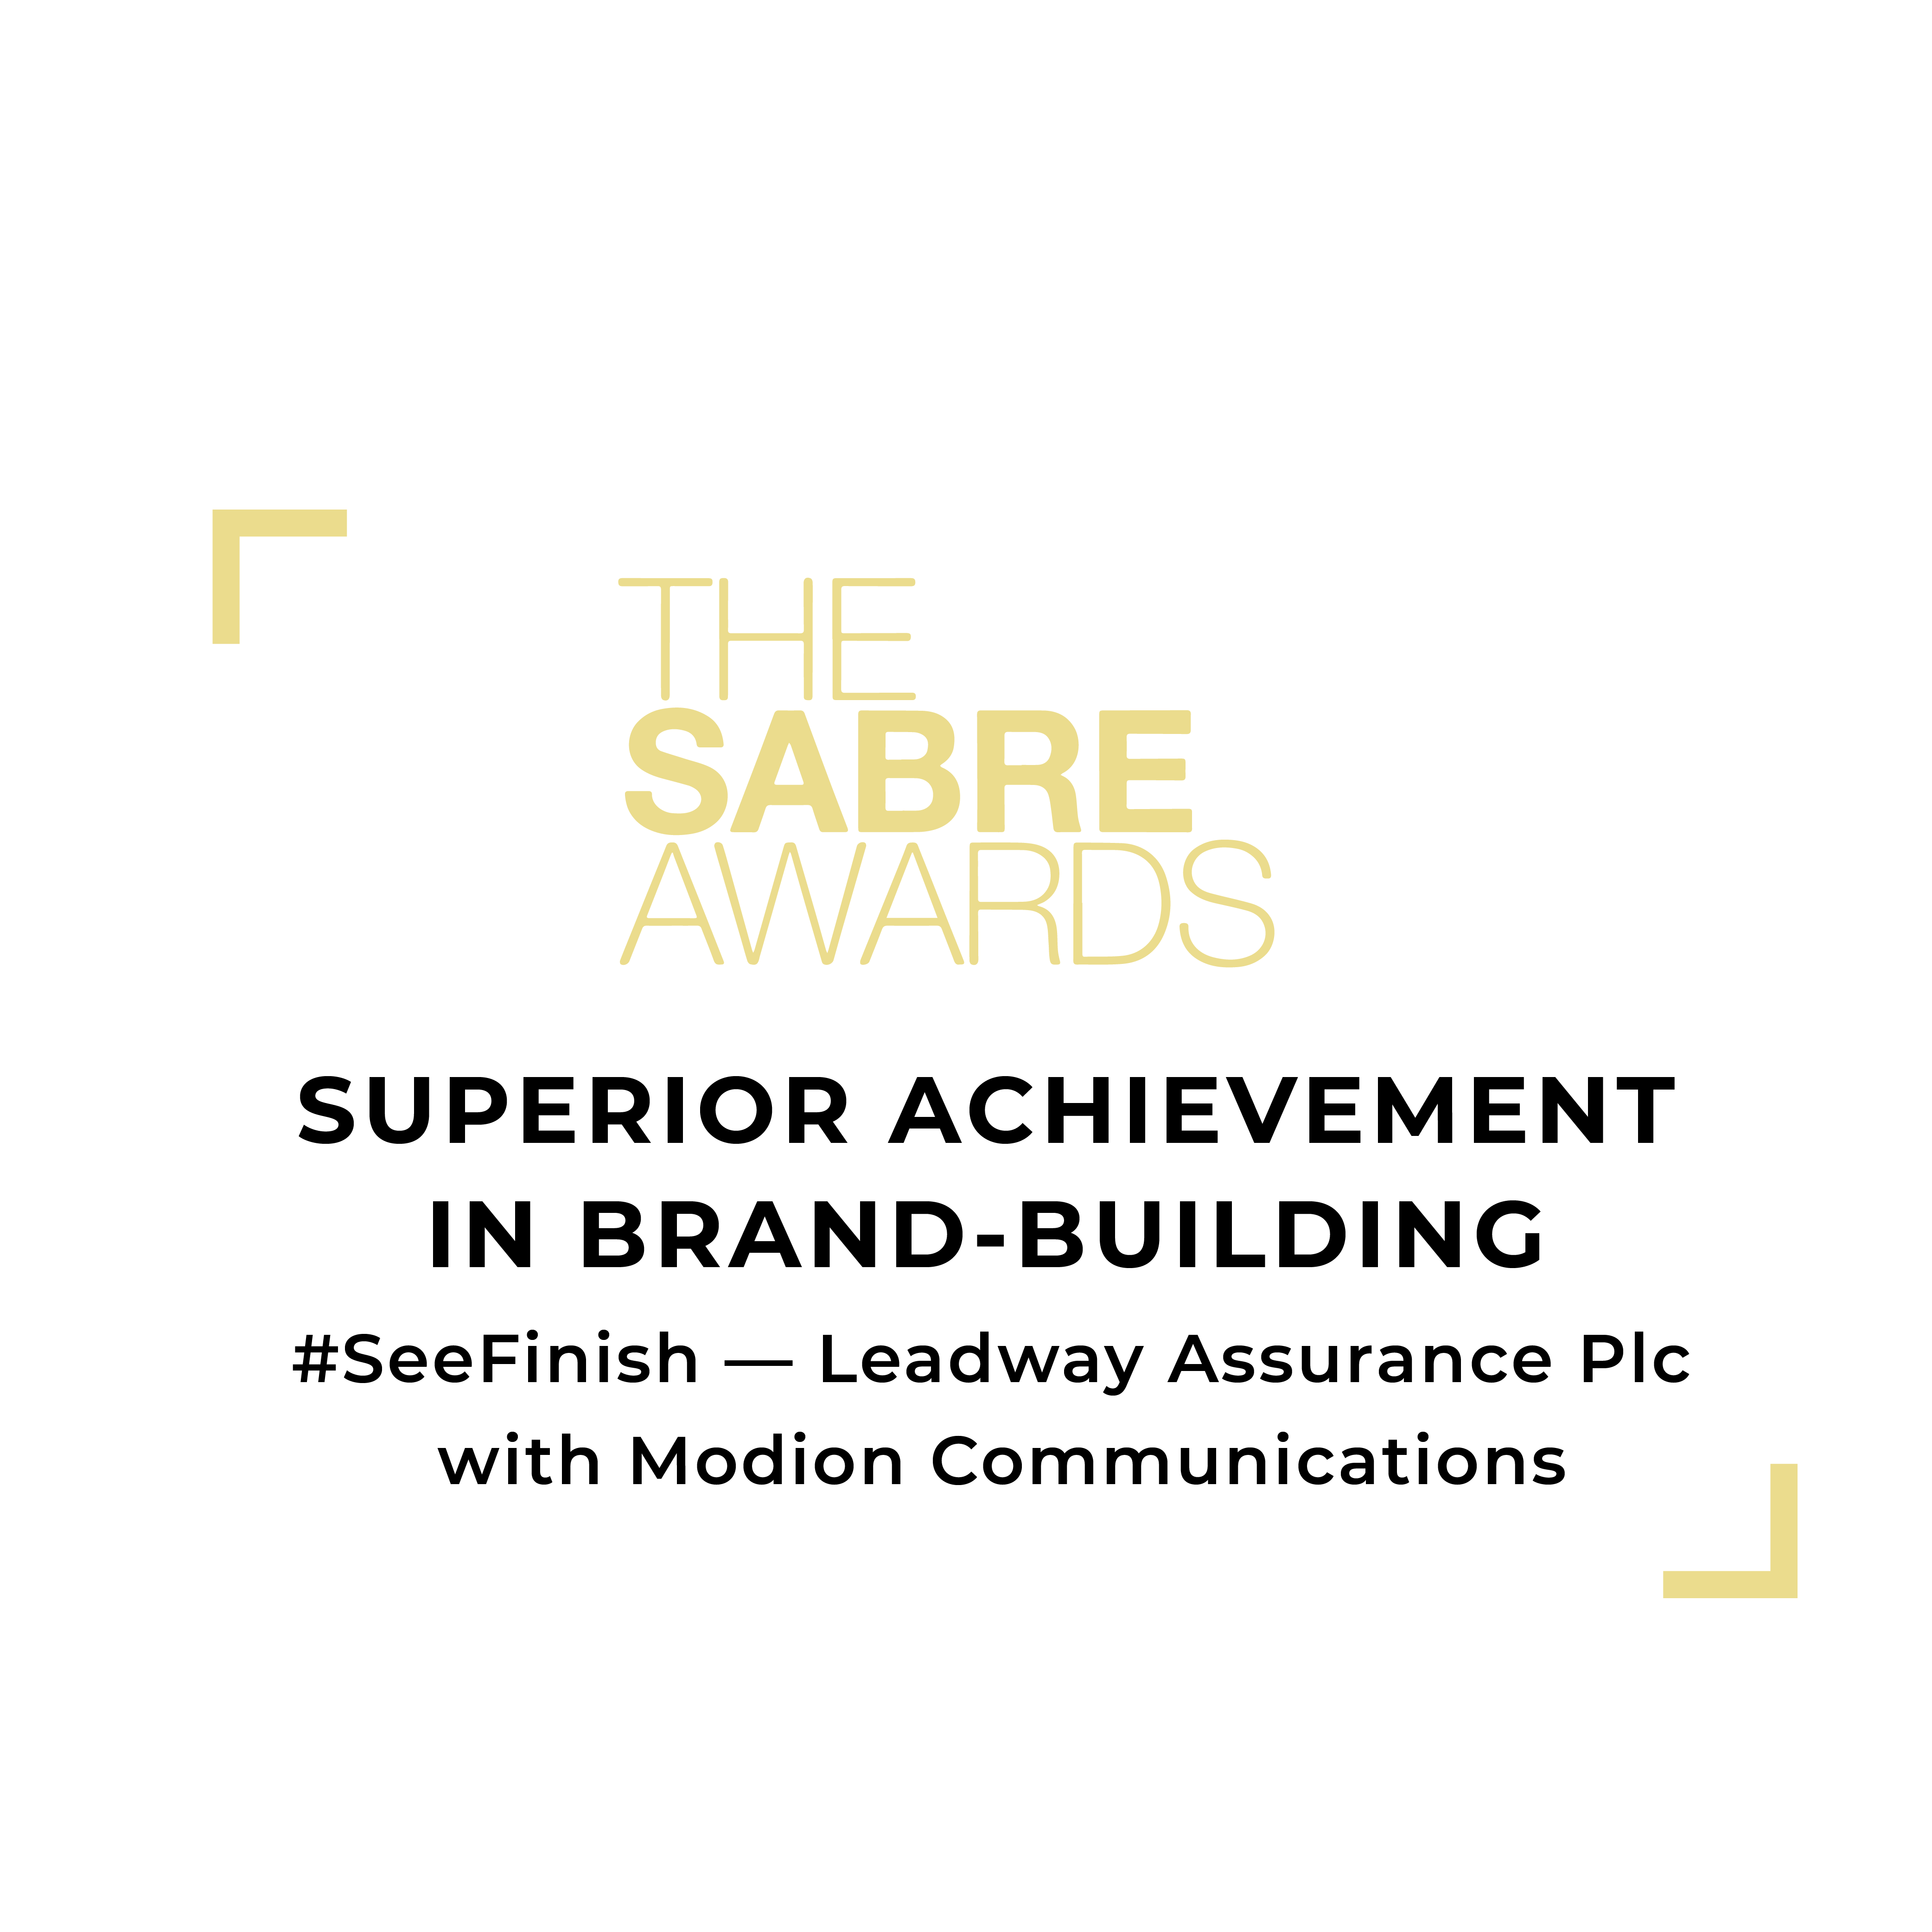 THE
SABRE
AWARDS
SUPERIOR ACHIEVEMENT
IN BRAND-BUILDING
#SeeFinish — Leadway Assurance Plc
with Modion Communications